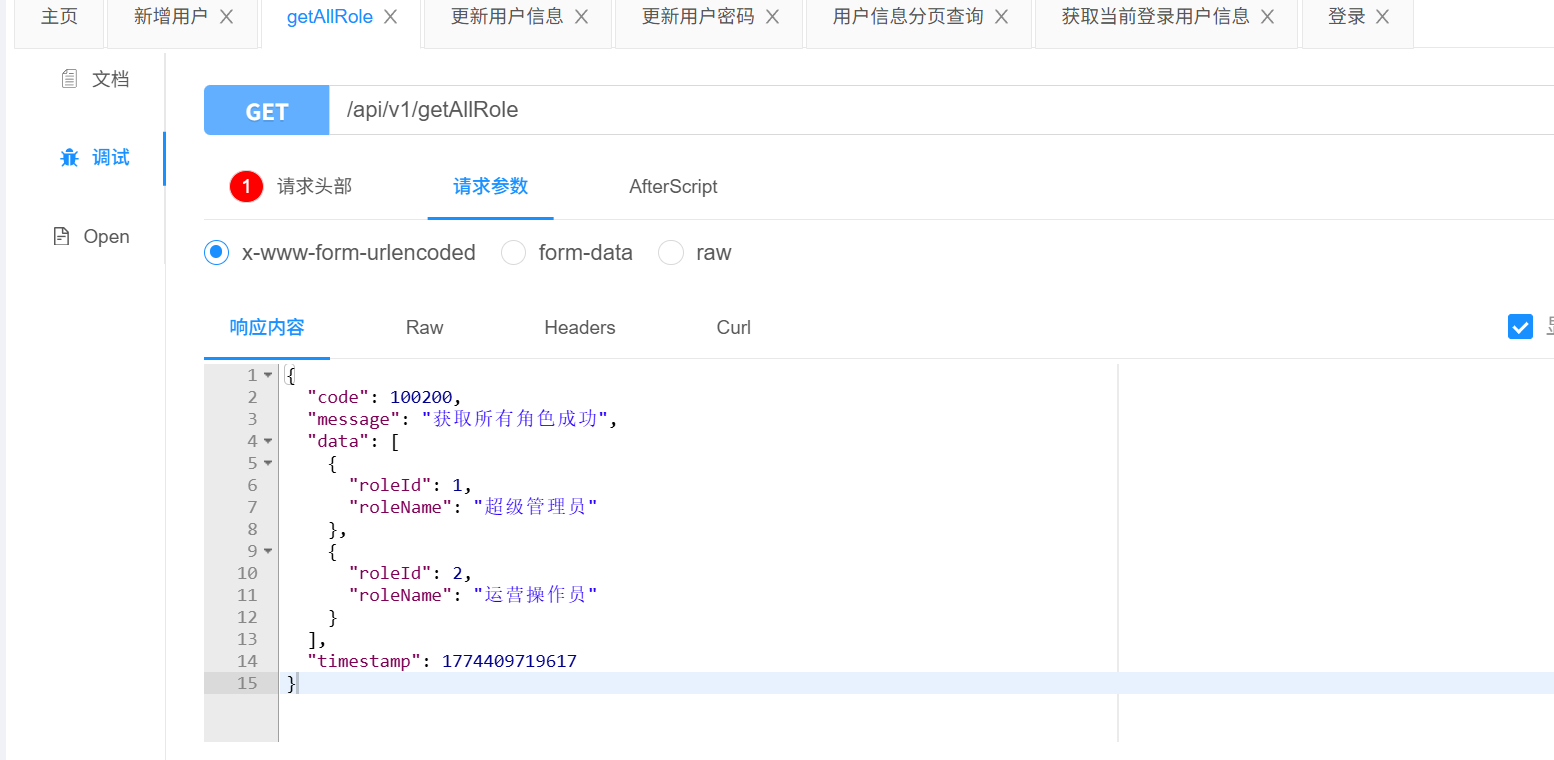 主页 新增用户 getAllRole 更新用户信息 更新用户密码 用户信息分页查询 获取当前登录用户信息 登录
文档
调试
Open
GET /api/v1/getAllRole
1 请求头部 请求参数 AfterScript
x-www-form-urlencoded form-data raw
响应内容 Raw Headers Curl
1 {
2 "code": 100200,
3 "message": "获取所有角色成功",
4 "data": [
5 {
6 "roleId": 1,
7 "roleName": "超级管理员"
8 },
9 {
10 "roleId": 2,
11 "roleName": "运营操作员"
12 }
13 ],
14 "timestamp": 1774409719617
15 }